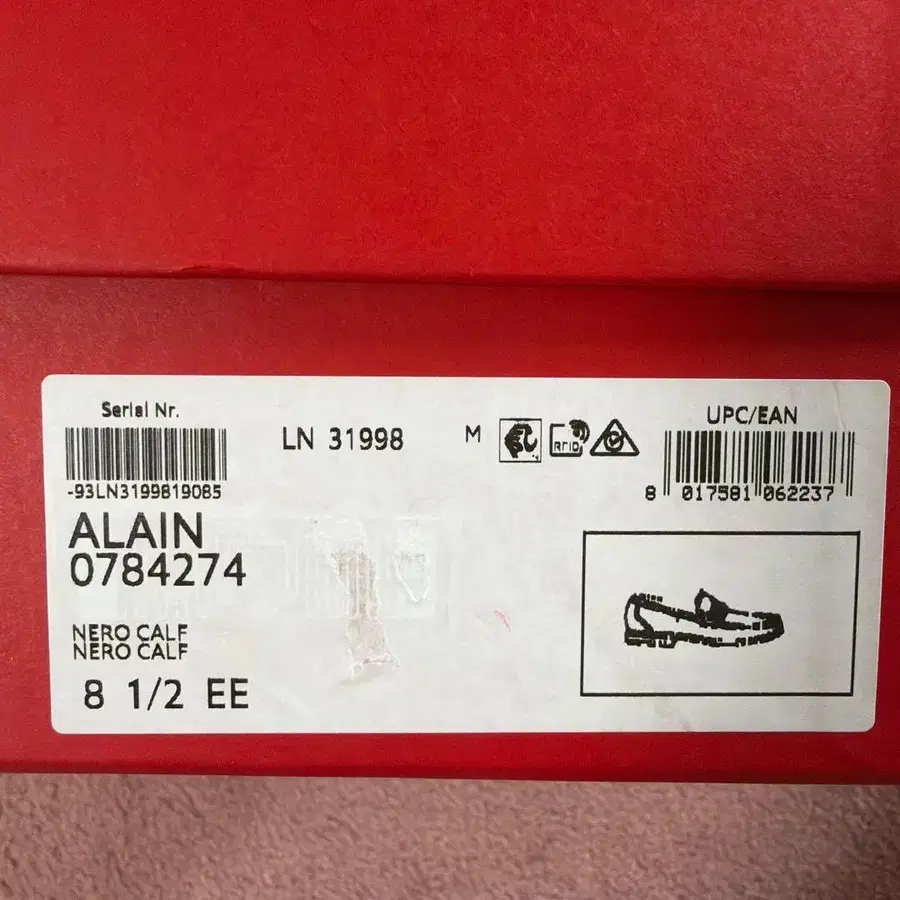 Serial Nr.
-93LN3199819085
LN 31998
M
RFID
UPC/EAN
8 017581 062237
ALAIN
0784274
NERO CALF
NERO CALF
8 1/2 EE